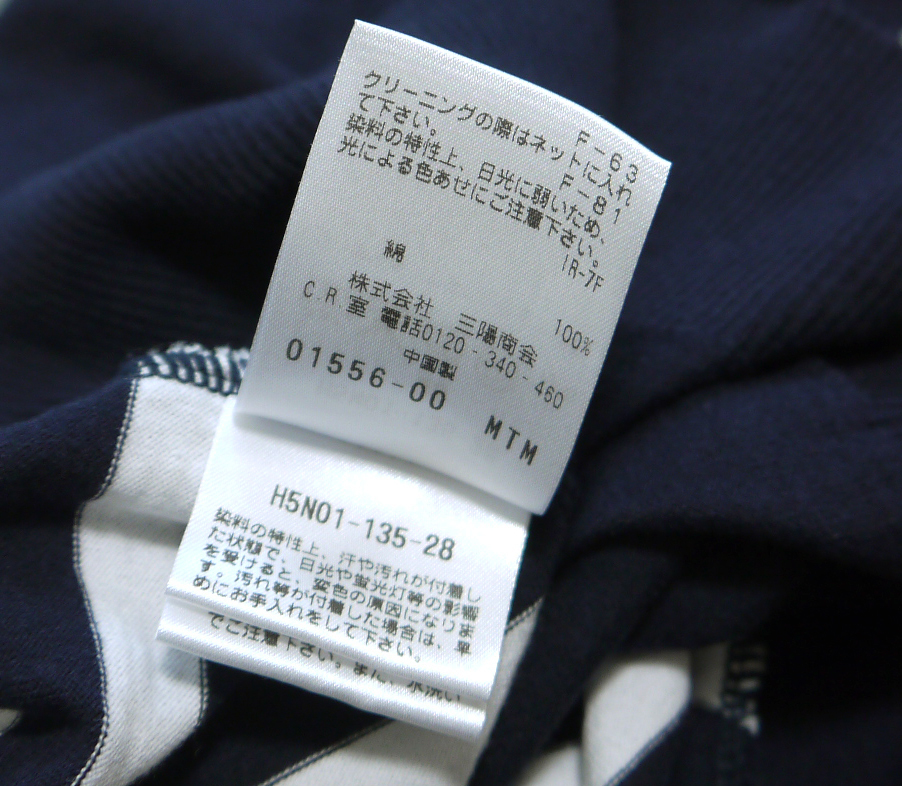 F-63
クリーニングの際はネットに入れ
て下さい。
F-81
染料の特性上、日光に弱いため、
光による色あせにご注意下さい。
IR-7F
綿 100%
株式会社 三陽商会
C.R室 電話0120-340-460
中国製
01556-00 MTM
H5N01-135-28
染料の特性上、汗や汚れが付着し
た状態で、日光や蛍光灯等の影響
を受けると、変色の原因になりま
す。汚れ等が付着した場合は、早
めにお手入れをして下さい。
でご注意下さい。また、水洗い